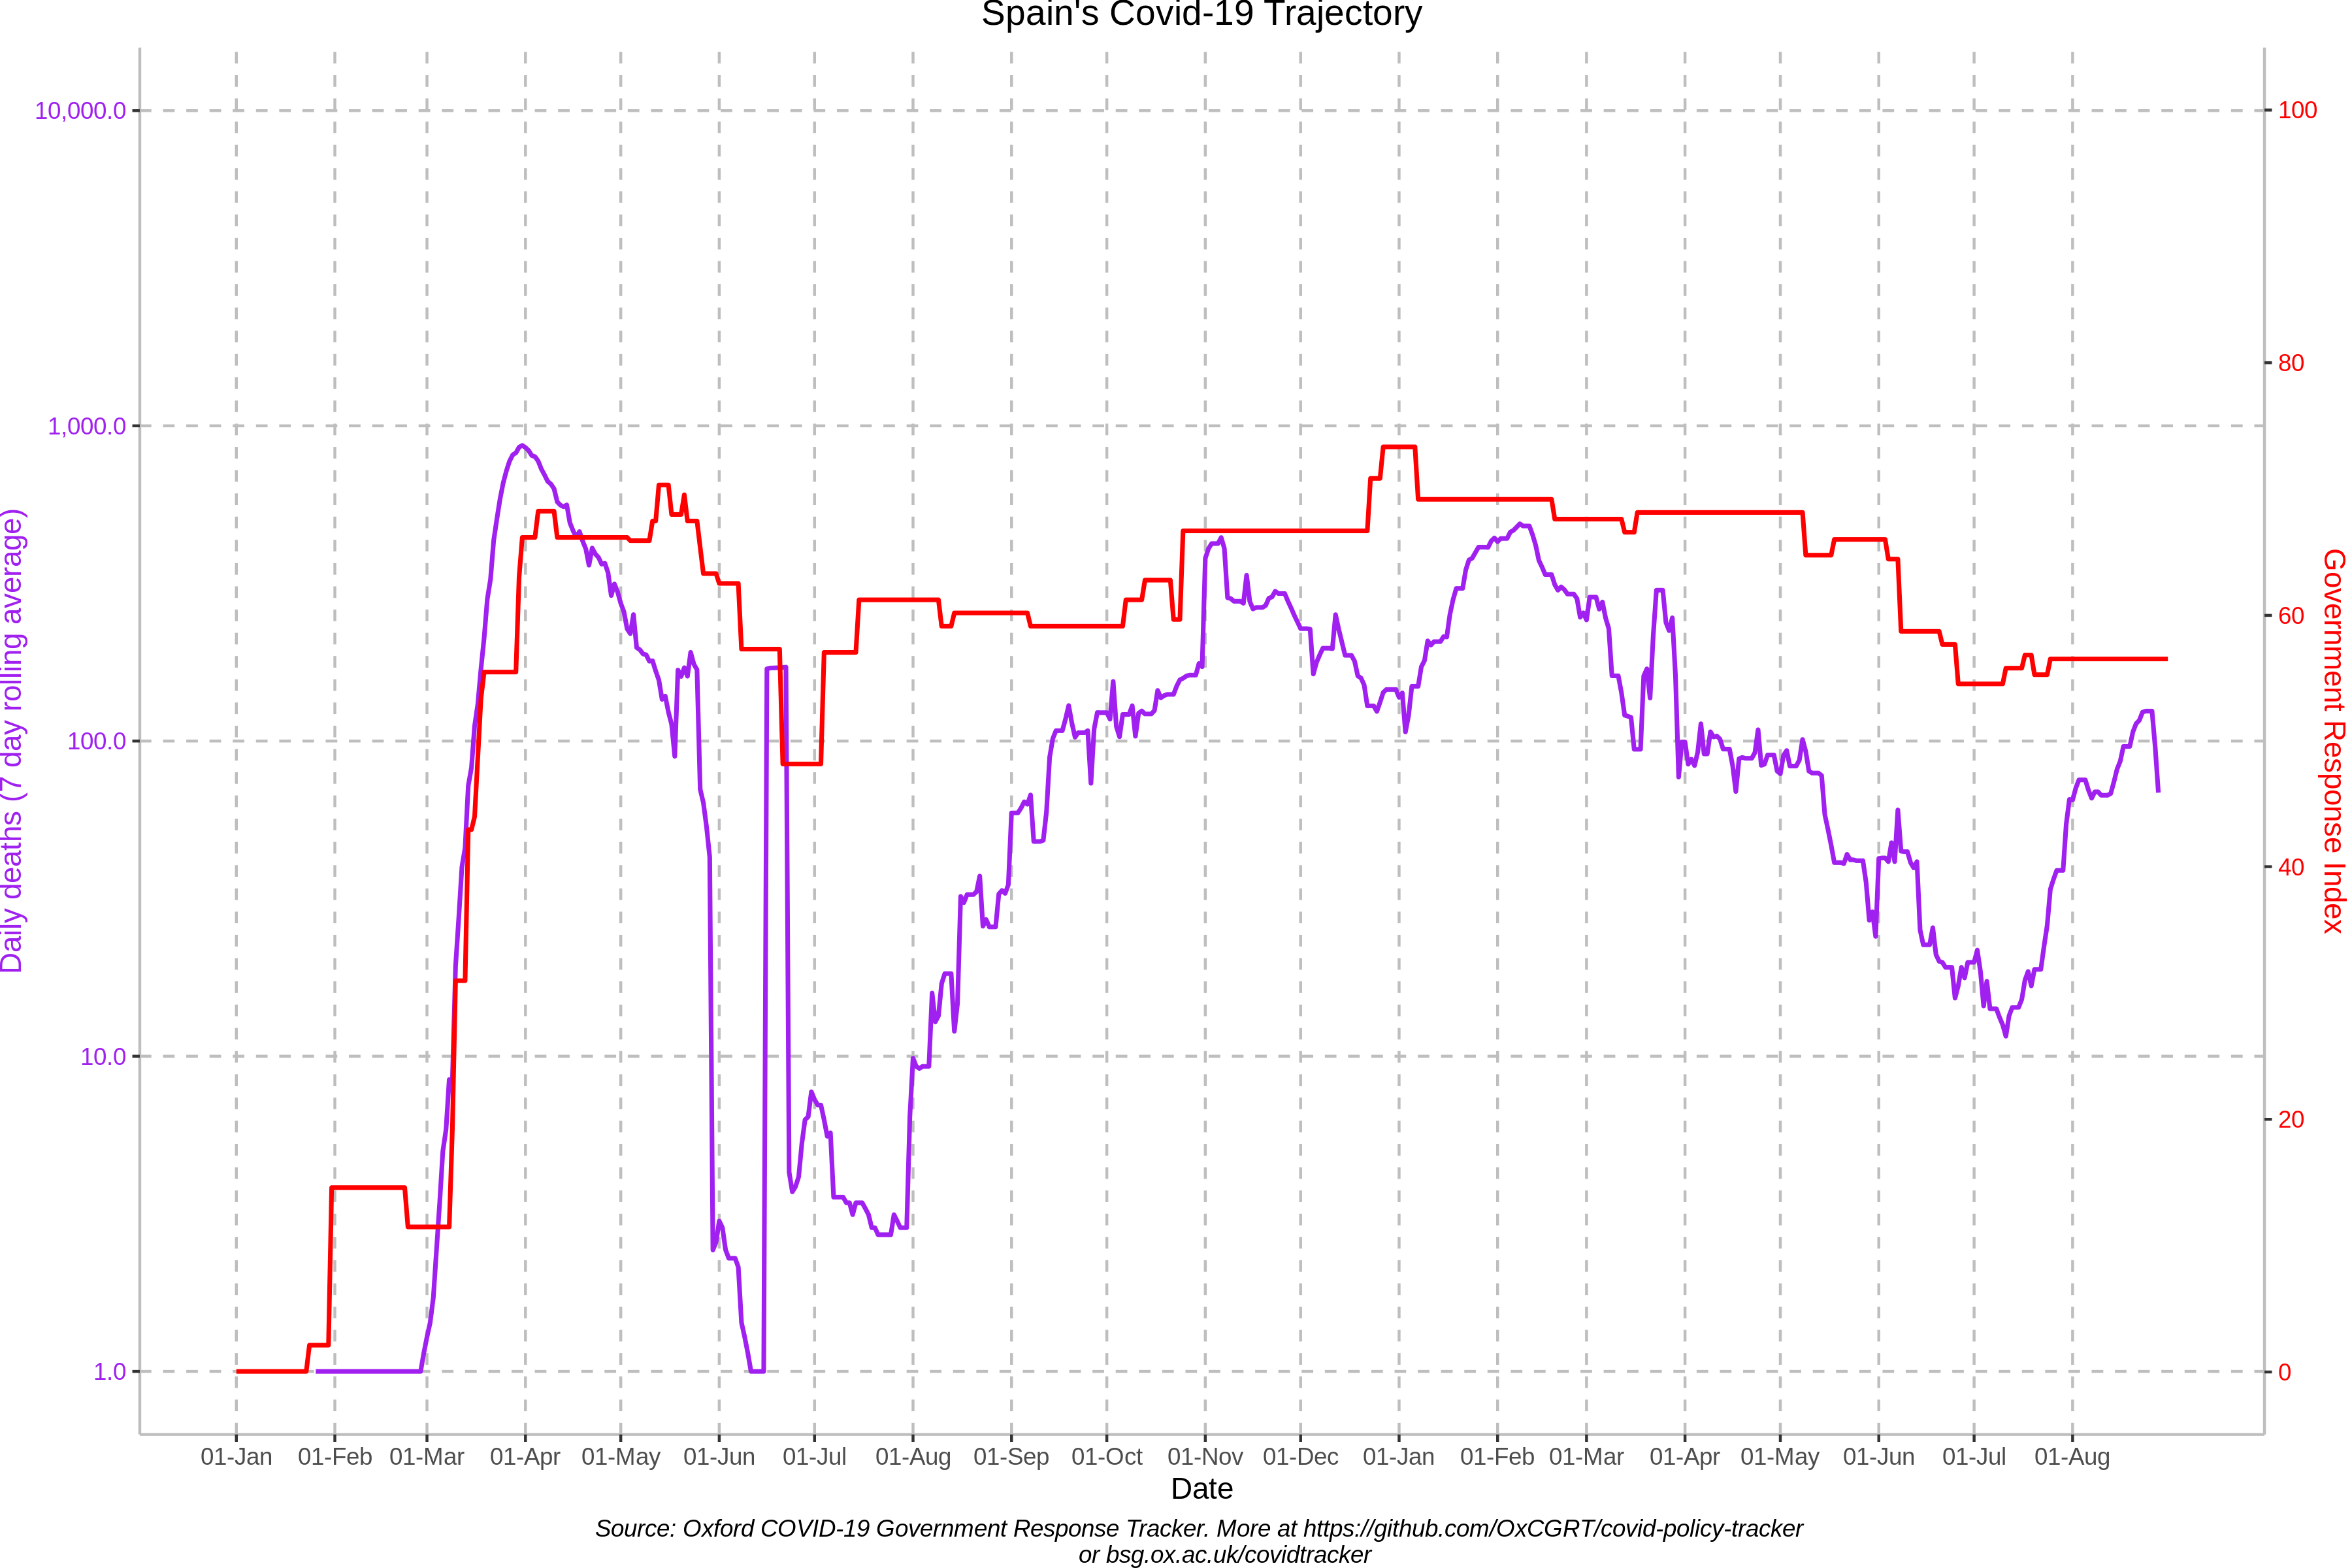 Spain's Covid-19 Trajectory
10,000.0
1,000.0
100.0
10.0
1.0
Daily deaths (7 day rolling average)
100
80
60
40
20
0
Government Response Index
01-Jan 01-Feb 01-Mar 01-Apr 01-May 01-Jun 01-Jul 01-Aug 01-Sep 01-Oct 01-Nov 01-Dec 01-Jan 01-Feb 01-Mar 01-Apr 01-May 01-Jun 01-Jul 01-Aug
Date
Source: Oxford COVID-19 Government Response Tracker. More at https://github.com/OxCGRT/covid-policy-tracker
or bsg.ox.ac.uk/covidtracker